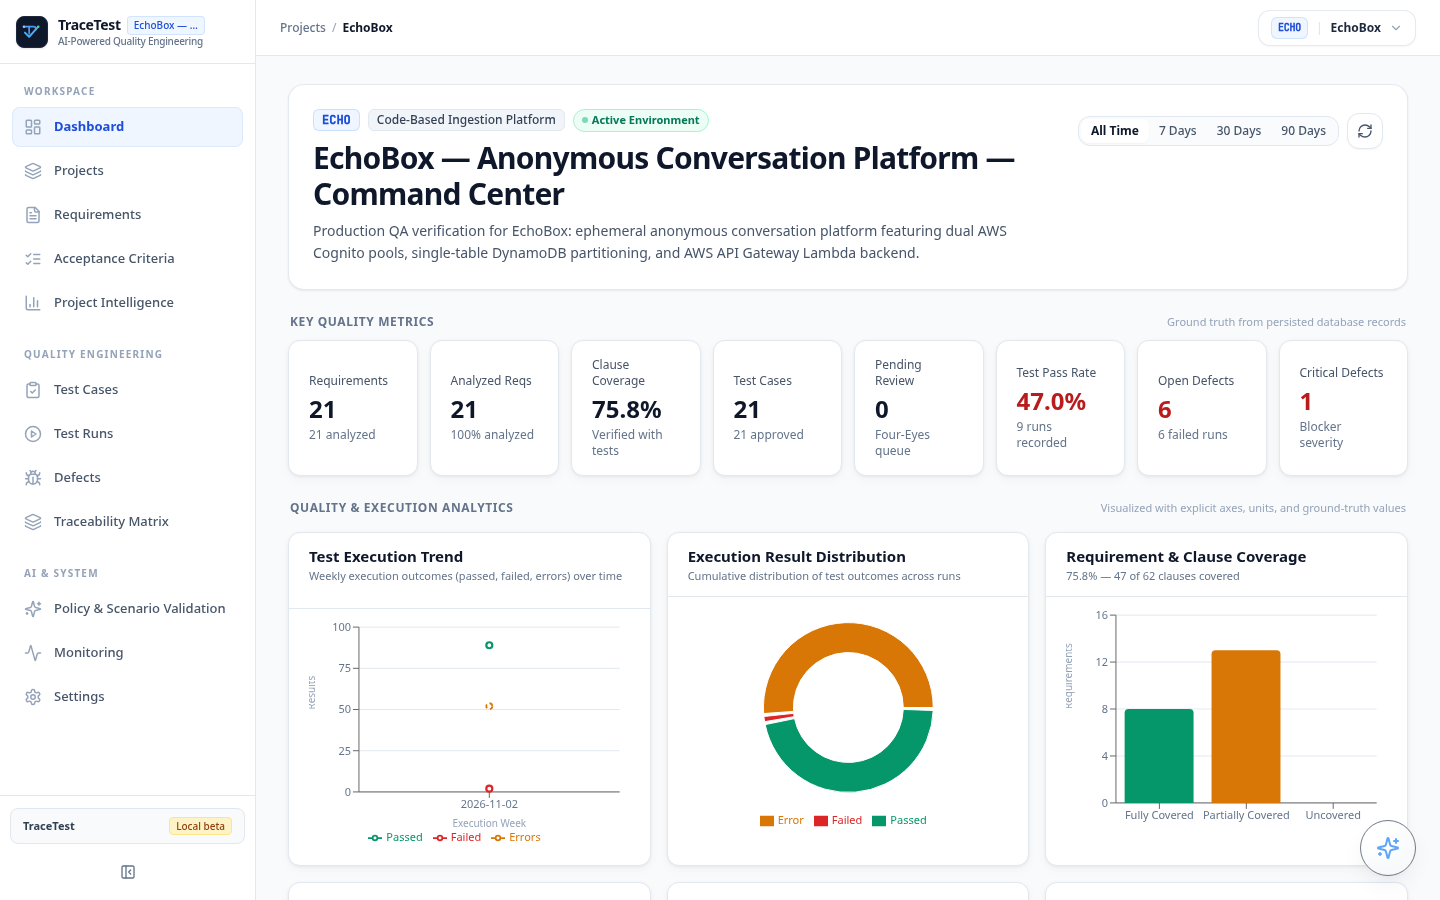 TraceTest
EchoBox — ...
AI-Powered Quality Engineering
WORKSPACE
Dashboard
Projects
Requirements
Acceptance Criteria
Project Intelligence
QUALITY ENGINEERING
Test Cases
Test Runs
Defects
Traceability Matrix
AI & SYSTEM
Policy & Scenario Validation
Monitoring
Settings
TraceTest
Local beta
Projects / EchoBox
ECHO
EchoBox
ECHO
Code-Based Ingestion Platform
Active Environment
All Time
7 Days
30 Days
90 Days
EchoBox — Anonymous Conversation Platform —
Command Center
Production QA verification for EchoBox: ephemeral anonymous conversation platform featuring dual AWS
Cognito pools, single-table DynamoDB partitioning, and AWS API Gateway Lambda backend.
KEY QUALITY METRICS
Ground truth from persisted database records
Requirements
21
21 analyzed
Analyzed Reqs
21
100% analyzed
Clause
Coverage
75.8%
Verified with
tests
Test Cases
21
21 approved
Pending
Review
0
Four-Eyes
queue
Test Pass Rate
47.0%
9 runs
recorded
Open Defects
6
6 failed runs
Critical Defects
1
Blocker
severity
QUALITY & EXECUTION ANALYTICS
Visualized with explicit axes, units, and ground-truth values
Test Execution Trend
Weekly execution outcomes (passed, failed, errors) over time
Results
100
75
50
25
0
2026-11-02
Execution Week
Passed
Failed
Errors
Execution Result Distribution
Cumulative distribution of test outcomes across runs
Error
Failed
Passed
Requirement & Clause Coverage
75.8% — 47 of 62 clauses covered
Requirements
16
12
8
4
0
Fully Covered
Partially Covered
Uncovered